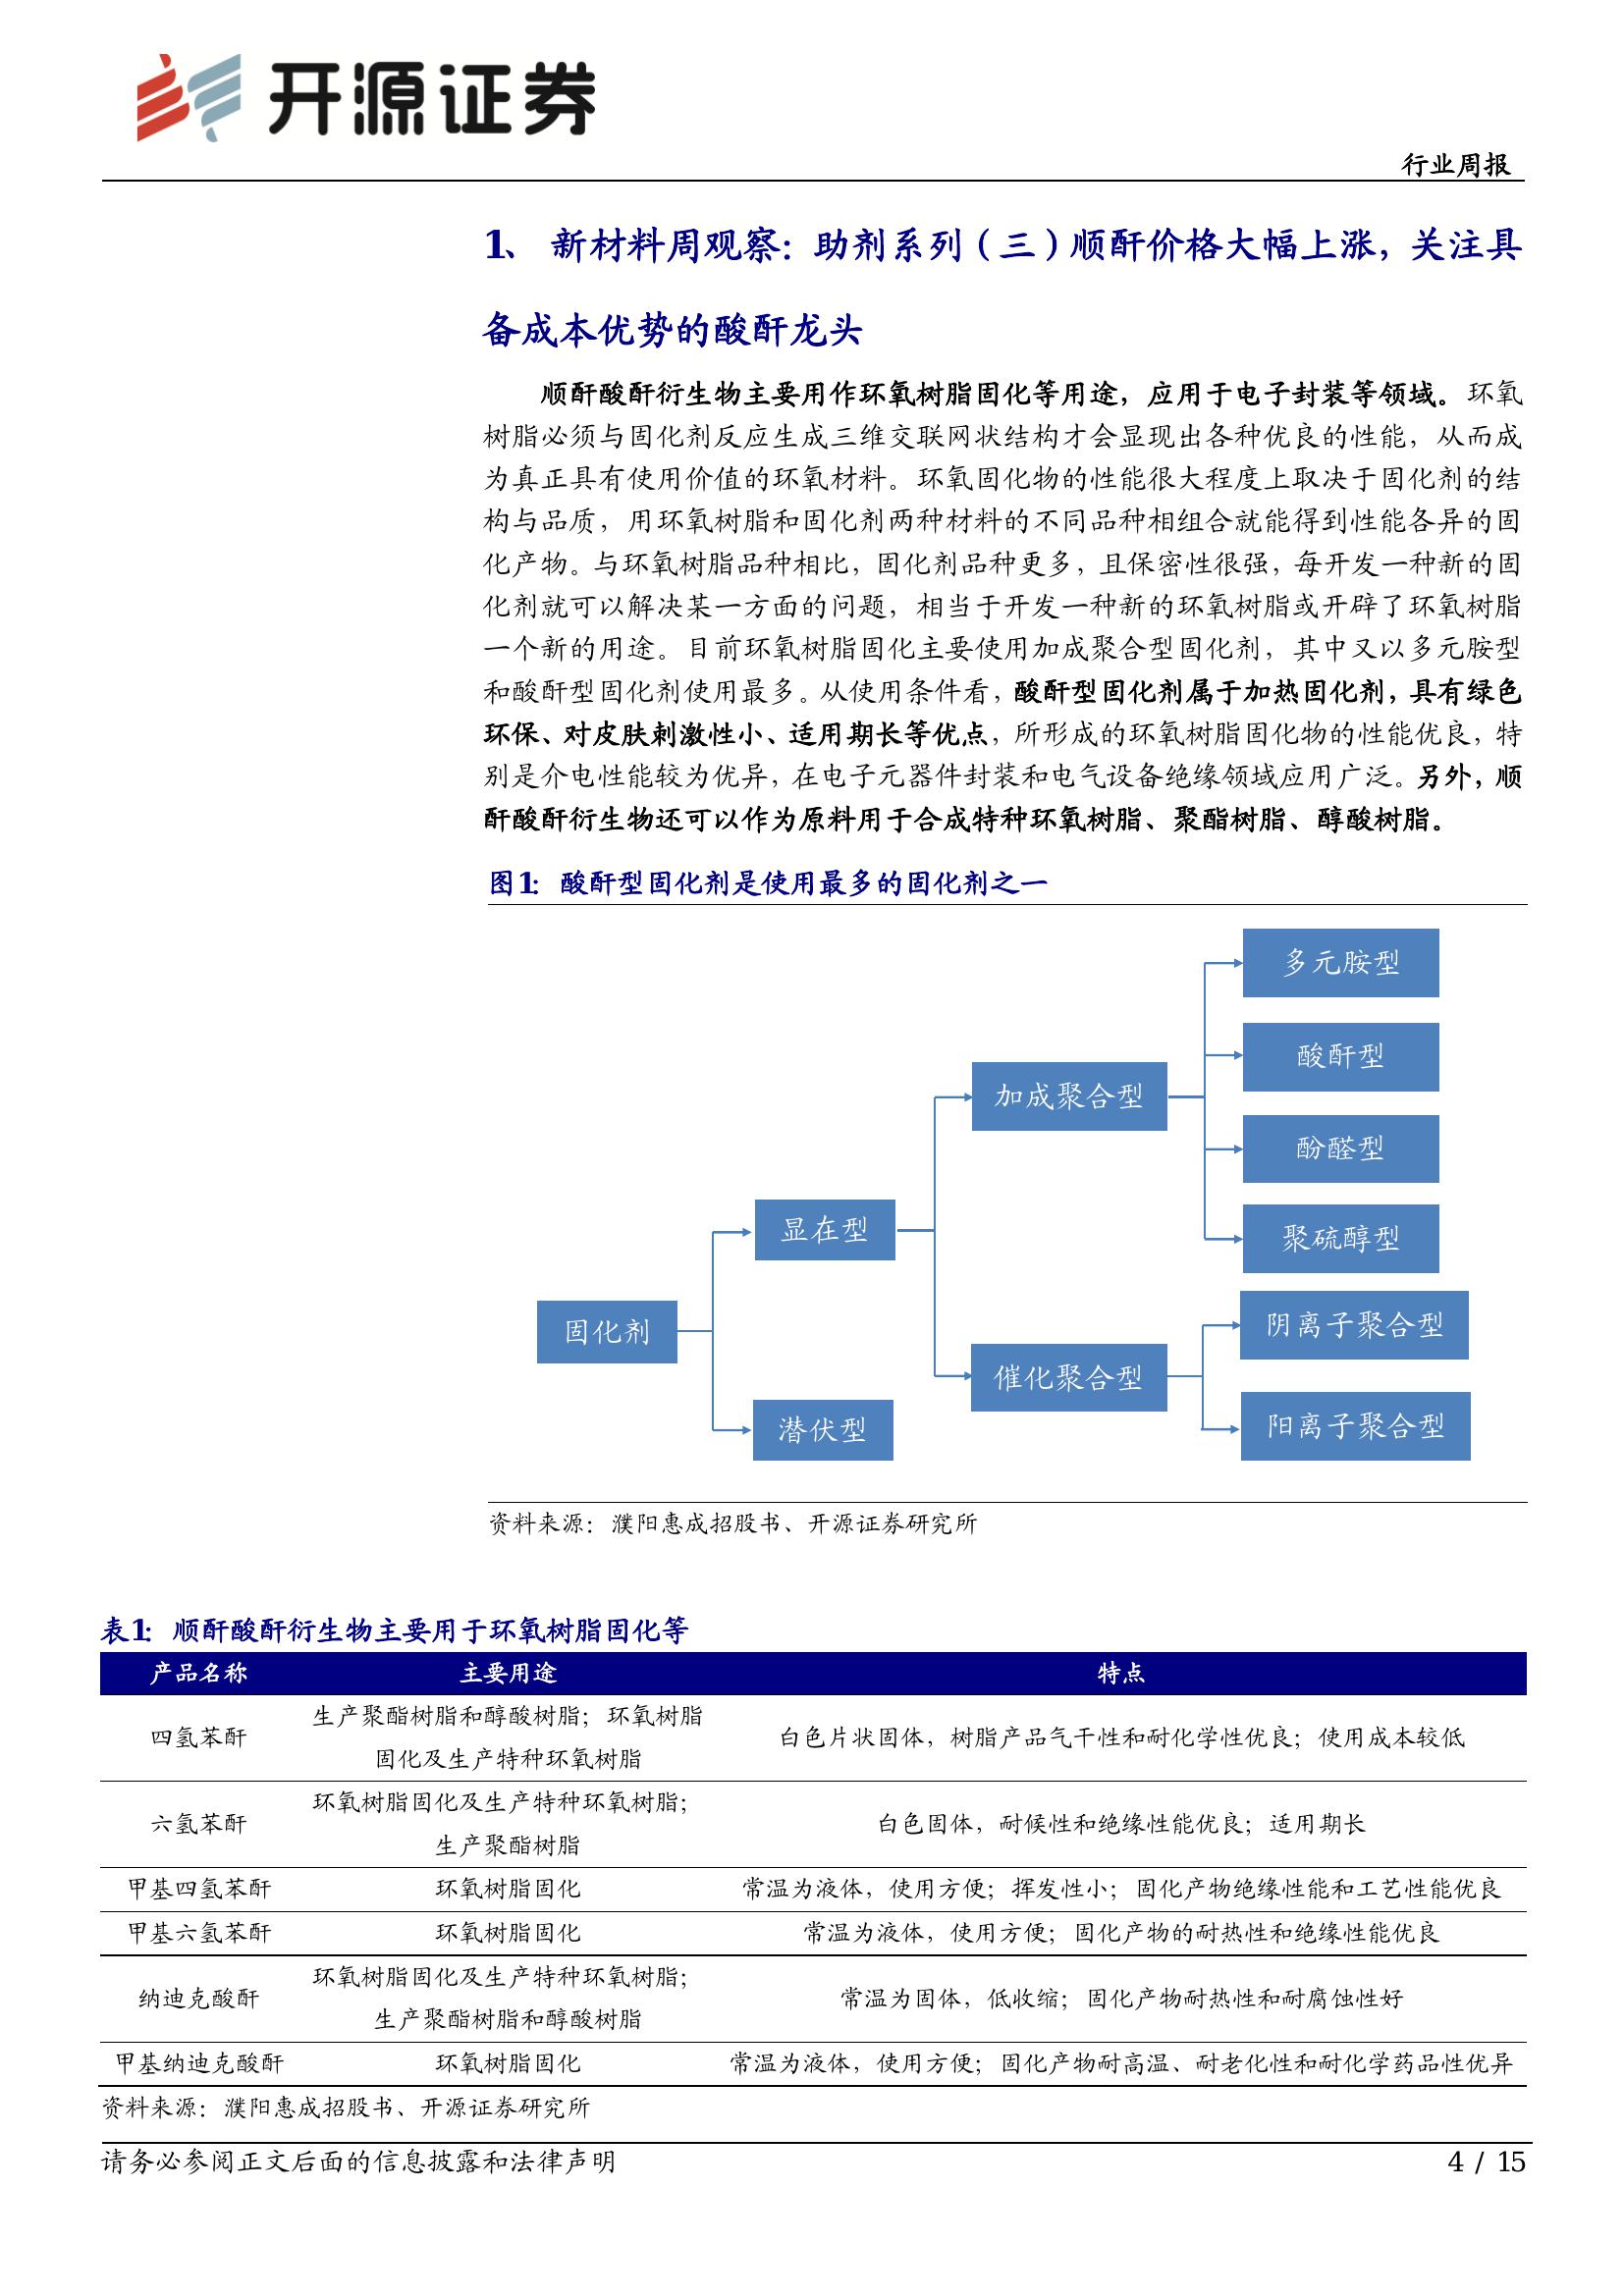 开源证券
行业周报
1、 新材料周观察：助剂系列（三）顺酐价格大幅上涨，关注具
备成本优势的酸酐龙头
顺酐酸酐衍生物主要用作环氧树脂固化等用途，应用于电子封装等领域。环氧
树脂必须与固化剂反应生成三维交联网状结构才会显现出各种优良的性能，从而成
为真正具有使用价值的环氧材料。环氧固化物的性能很大程度上取决于固化剂的结
构与品质，用环氧树脂和固化剂两种材料的不同品种相组合就能得到性能各异的固
化产物。与环氧树脂品种相比，固化剂品种更多，且保密性很强，每开发一种新的固
化剂就可以解决某一方面的问题，相当于开发一种新的环氧树脂或开辟了环氧树脂
一个新的用途。目前环氧树脂固化主要使用加成聚合型固化剂，其中又以多元胺型
和酸酐型固化剂使用最多。从使用条件看，酸酐型固化剂属于加热固化剂，具有绿色
环保、对皮肤刺激性小、适用期长等优点，所形成的环氧树脂固化物的性能优良，特
别是介电性能较为优异，在电子元器件封装和电气设备绝缘领域应用广泛。另外，顺
酐酸酐衍生物还可以作为原料用于合成特种环氧树脂、聚酯树脂、醇酸树脂。
图1：酸酐型固化剂是使用最多的固化剂之一
多元胺型
酸酐型
加成聚合型
酚醛型
显在型
聚硫醇型
固化剂
阴离子聚合型
催化聚合型
潜伏型
阳离子聚合型
资料来源：濮阳惠成招股书、开源证券研究所
表1：顺酐酸酐衍生物主要用于环氧树脂固化等
产品名称 主要用途 特点
四氢苯酐 生产聚酯树脂和醇酸树脂；环氧树脂 白色片状固体，树脂产品气干性和耐化学性优良；使用成本较低
固化及生产特种环氧树脂
六氢苯酐 环氧树脂固化及生产特种环氧树脂； 白色固体，耐候性和绝缘性能优良；适用期长
生产聚酯树脂
甲基四氢苯酐 环氧树脂固化 常温为液体，使用方便；挥发性小；固化产物绝缘性能和工艺性能优良
甲基六氢苯酐 环氧树脂固化 常温为液体，使用方便；固化产物的耐热性和绝缘性能优良
纳迪克酸酐 环氧树脂固化及生产特种环氧树脂； 常温为固体，低收缩；固化产物耐热性和耐腐蚀性好
生产聚酯树脂和醇酸树脂
甲基纳迪克酸酐 环氧树脂固化 常温为液体，使用方便；固化产物耐高温、耐老化性和耐化学药品性优异
资料来源：濮阳惠成招股书、开源证券研究所
请务必参阅正文后面的信息披露和法律声明 4 / 15